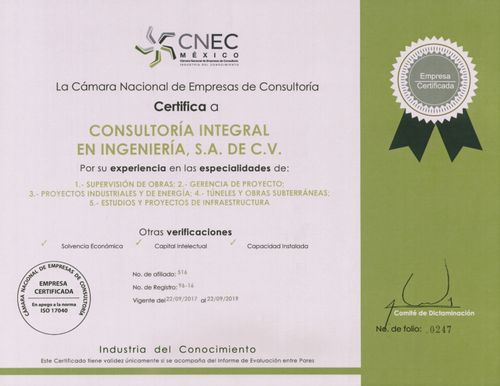 CNEC
MÉXICO
Cámara Nacional de Empresas de Consultoría
INDUSTRIA DEL CONOCIMIENTO
La Cámara Nacional de Empresas de Consultoría
Certifica a
CONSULTORÍA INTEGRAL
EN INGENIERÍA, S.A. DE C.V.
Por su experiencia en las especialidades de:
1.- SUPERVISIÓN DE OBRAS; 2.- GERENCIA DE PROYECTO;
3.- PROYECTOS INDUSTRIALES Y DE ENERGÍA; 4.- TÚNELES Y OBRAS SUBTERRÁNEAS;
5.- ESTUDIOS Y PROYECTOS DE INFRAESTRUCTURA
Otras verificaciones
Solvencia Económica
Capital Intelectual
Capacidad Instalada
No. de afiliado: 516
No. de Registro: 98-16
Vigente del 22/09/2017 al 22/09/2019
CÁMARA NACIONAL DE EMPRESAS DE CONSULTORÍA
EMPRESA
CERTIFICADA
En apego a la norma
ISO 17040
Industria del Conocimiento
Este Certificado tiene validez únicamente si se acompaña del Informe de Evaluación entre Pares
Empresa
Certificada
Comité de Dictaminación
No. de folio: .0247